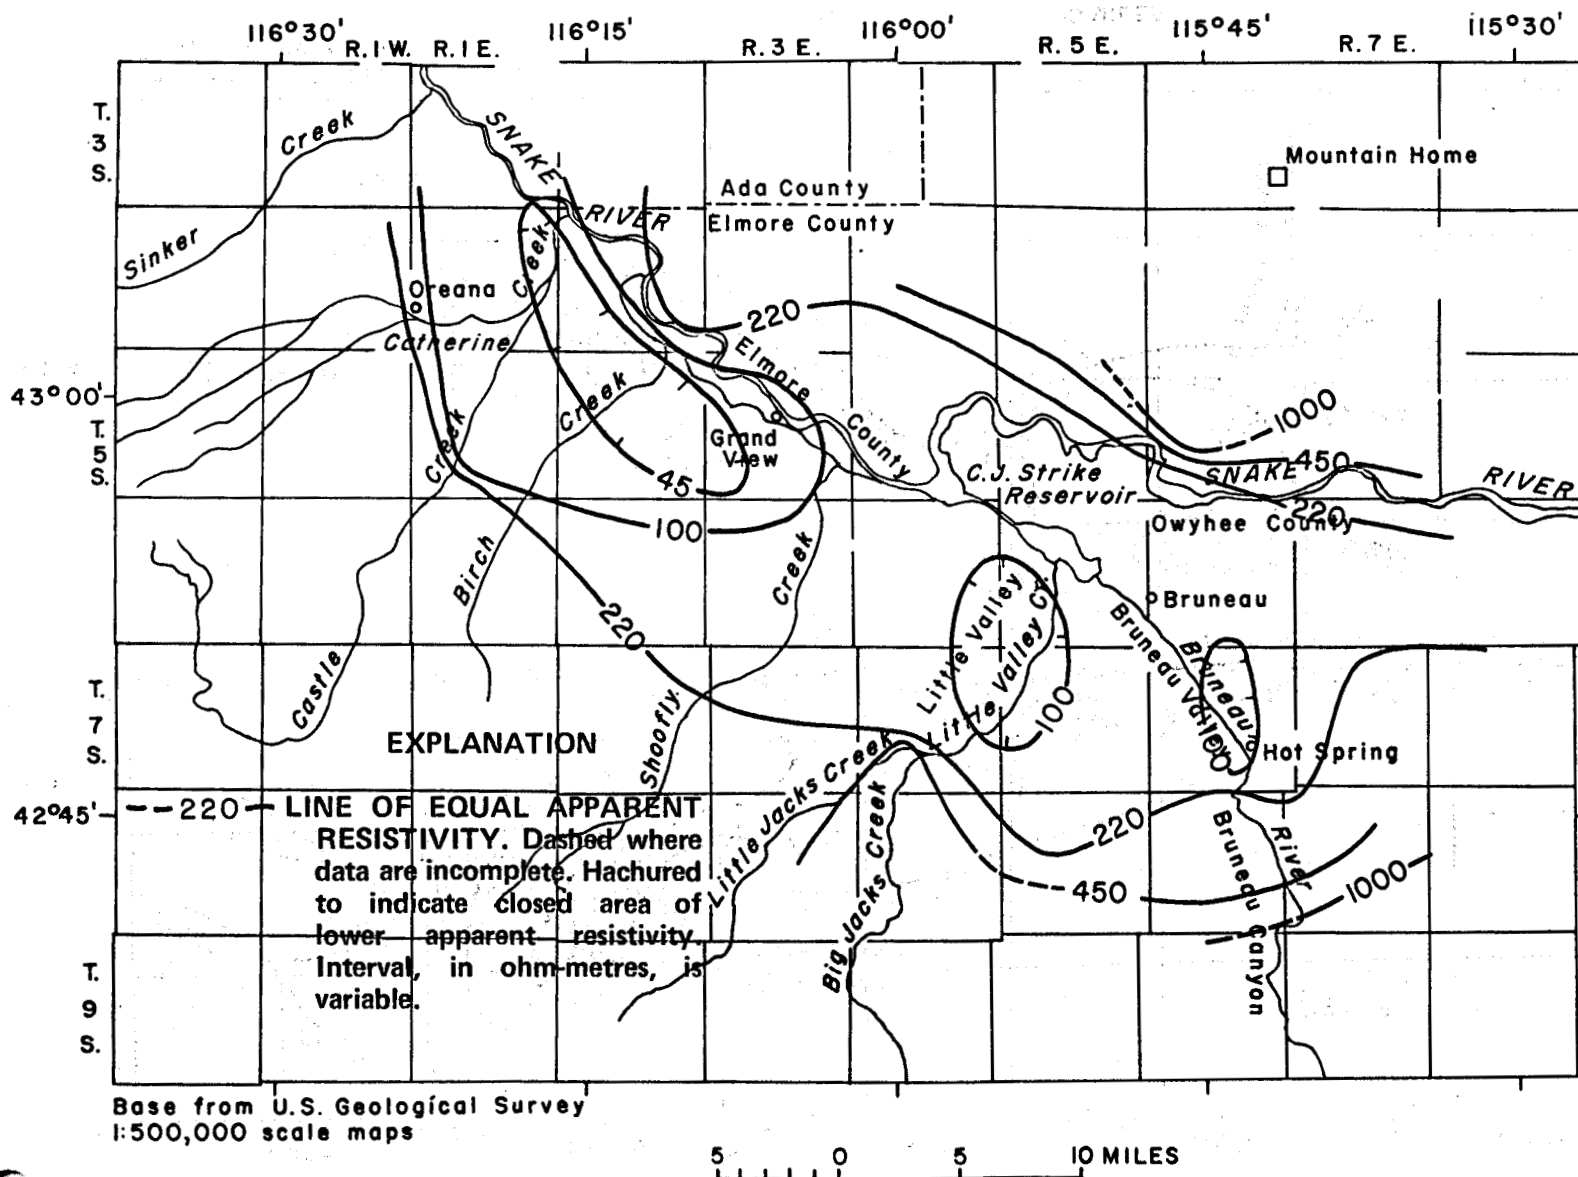 116°30' 116°15' 116°00' 115°45' 115°30'
R.1W. R.1E. R.3 E. R.5 E. R.7 E.
T.
3
S.
Creek
SNAKE
Mountain Home
Ada County
RIVER
Elmore County
Sinker
Creek
Oreana
220
Catherine
Elmore
43°00'
Creek
1000
T.
5
S.
Creek
Grand
View
County
450
45
C.J. Strike
Reservoir
SNAKE
RIVER
100
220
Owyhee County
Birch
Creek
Little Valley
Little Valley C.
Bruneau
220
Bruneau Valley
Bruneau
Castle
100
100
T.
7
S.
Shoofly
Hot Spring
EXPLANATION
Little Jacks Creek
Big Jacks Creek
42°45'
220
LINE OF EQUAL APPARENT
RESISTIVITY. Dashed where
data are incomplete. Hachured
to indicate closed area of
lower apparent resistivity.
Interval, in ohm-metres, is
variable.
220
River
450
1000
Bruneau Canyon
T.
9
S.
Base from U.S. Geological Survey
1:500,000 scale maps
5 0 5 10 MILES